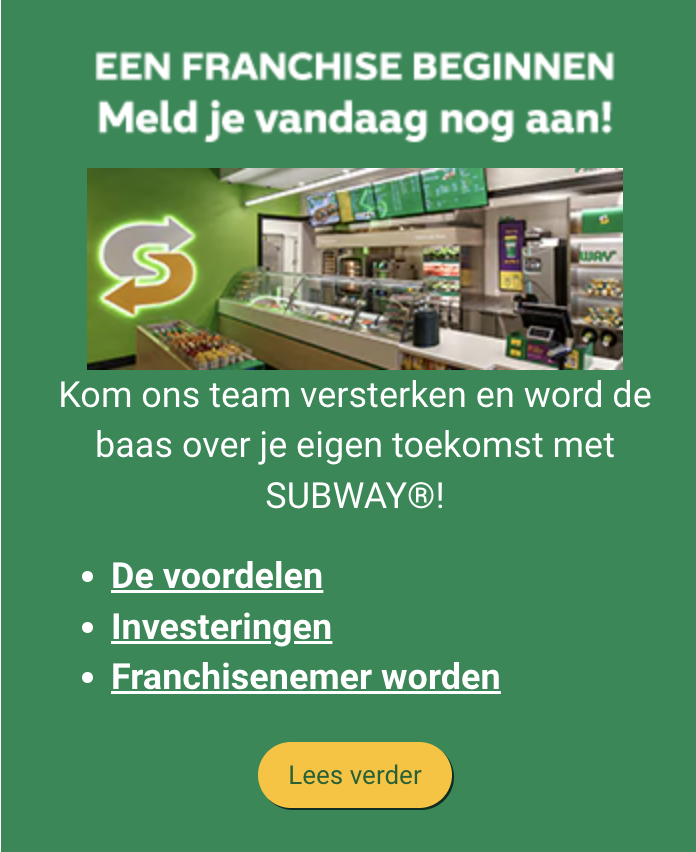 EEN FRANCHISE BEGINNEN
Meld je vandaag nog aan!
S
WAY
Kom ons team versterken en word de
baas over je eigen toekomst met
SUBWAY®!
De voordelen
Investeringen
Franchisenemer worden
Lees verder